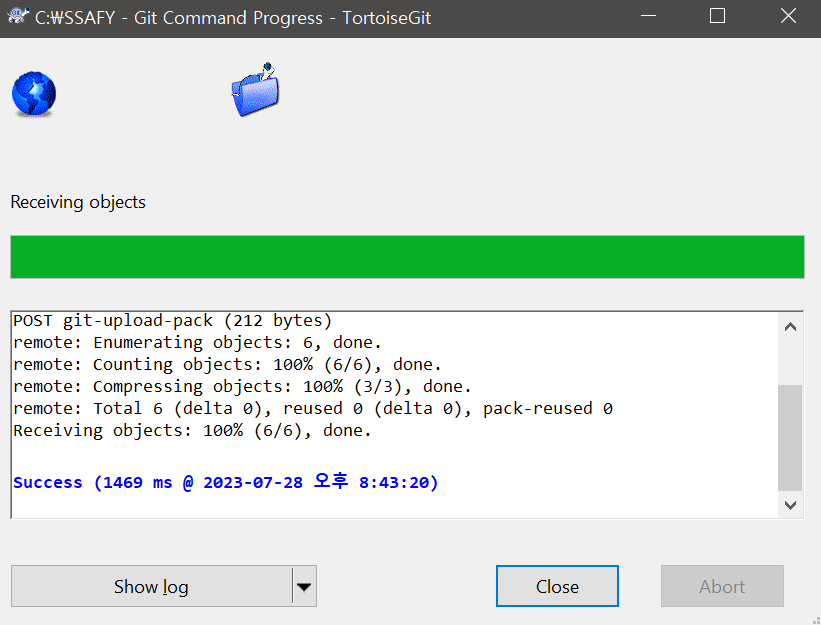 C:₩SSAFY - Git Command Progress - TortoiseGit
Receiving objects
POST git-upload-pack (212 bytes)
remote: Enumerating objects: 6, done.
remote: Counting objects: 100% (6/6), done.
remote: Compressing objects: 100% (3/3), done.
remote: Total 6 (delta 0), reused 0 (delta 0), pack-reused 0
Receiving objects: 100% (6/6), done.
Success (1469 ms @ 2023-07-28 오후 8:43:20)
Show log
Close
Abort